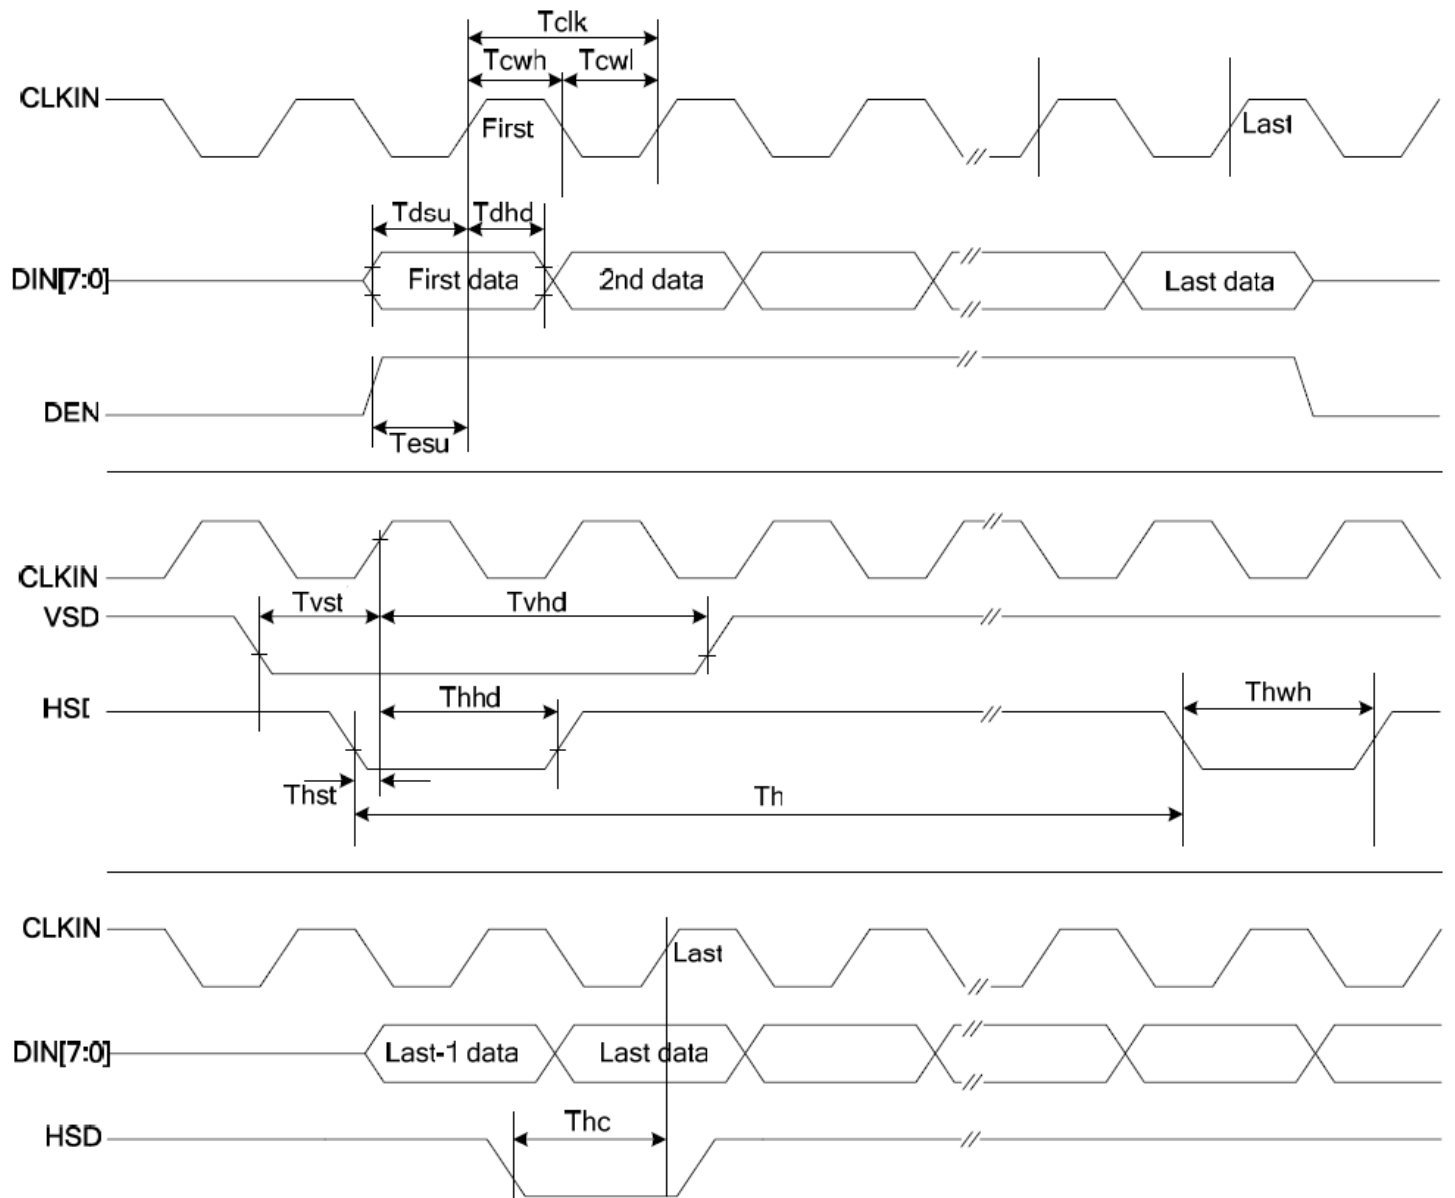 Tclk
Tcwh Tcwl
CLKIN
First
Last
Tdsu Tdhd
DIN[7:0]
First data
2nd data
Last data
DEN
Tesu
CLKIN
Tvst
Tvhd
VSD
Thhd
Thwh
HSD
Thst
Th
CLKIN
Last
DIN[7:0]
Last-1 data
Last data
Thc
HSD